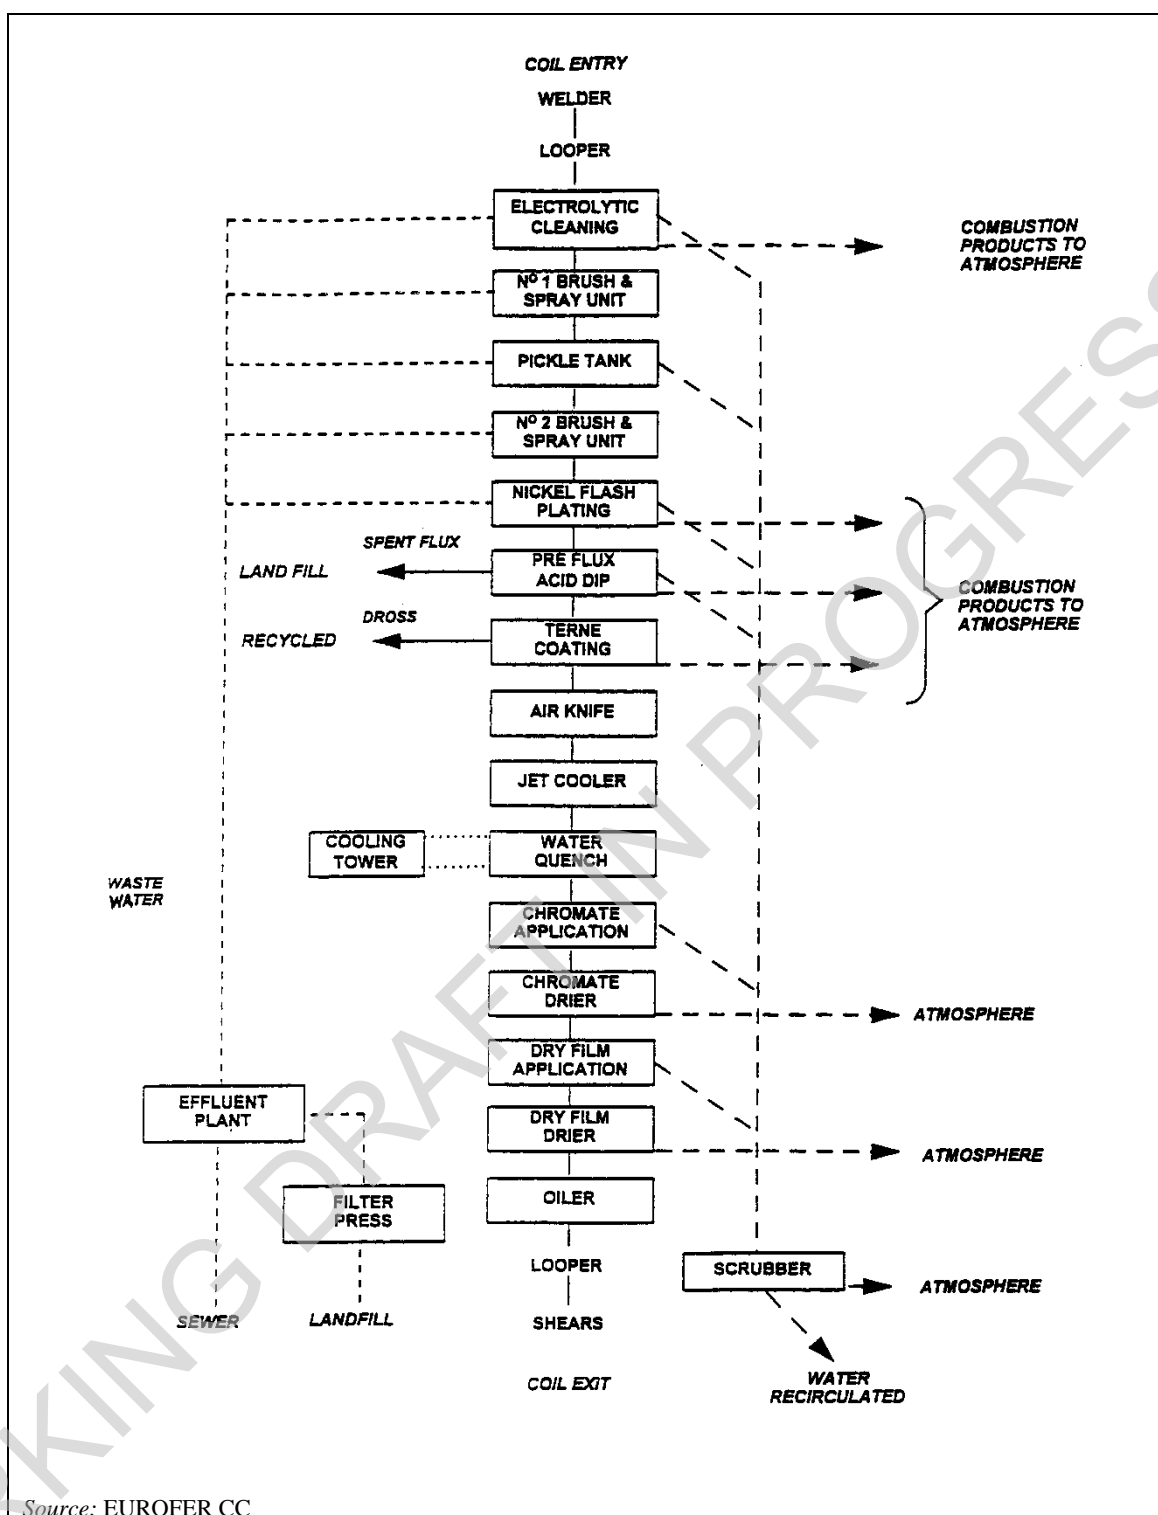 COIL ENTRY
WELDER
LOOPER
ELECTROLYTIC
CLEANING
COMBUSTION
PRODUCTS TO
ATMOSPHERE
Nº 1 BRUSH &
SPRAY UNIT
PICKLE TANK
Nº 2 BRUSH &
SPRAY UNIT
NICKEL FLASH
PLATING
SPENT FLUX
LAND FILL
PRE FLUX
ACID DIP
COMBUSTION
PRODUCTS TO
ATMOSPHERE
DROSS
RECYCLED
TERNE
COATING
AIR KNIFE
JET COOLER
COOLING
TOWER
WATER
QUENCH
WASTE
WATER
CHROMATE
APPLICATION
CHROMATE
DRIER
ATMOSPHERE
DRY FILM
APPLICATION
EFFLUENT
PLANT
DRY FILM
DRIER
ATMOSPHERE
FILTER
PRESS
OILER
LOOPER
SCRUBBER
ATMOSPHERE
SEWER
LANDFILL
SHEARS
COIL EXIT
WATER
RECIRCULATED
RKING DRAFT IN PROGRESS
Source: EUROFER CC